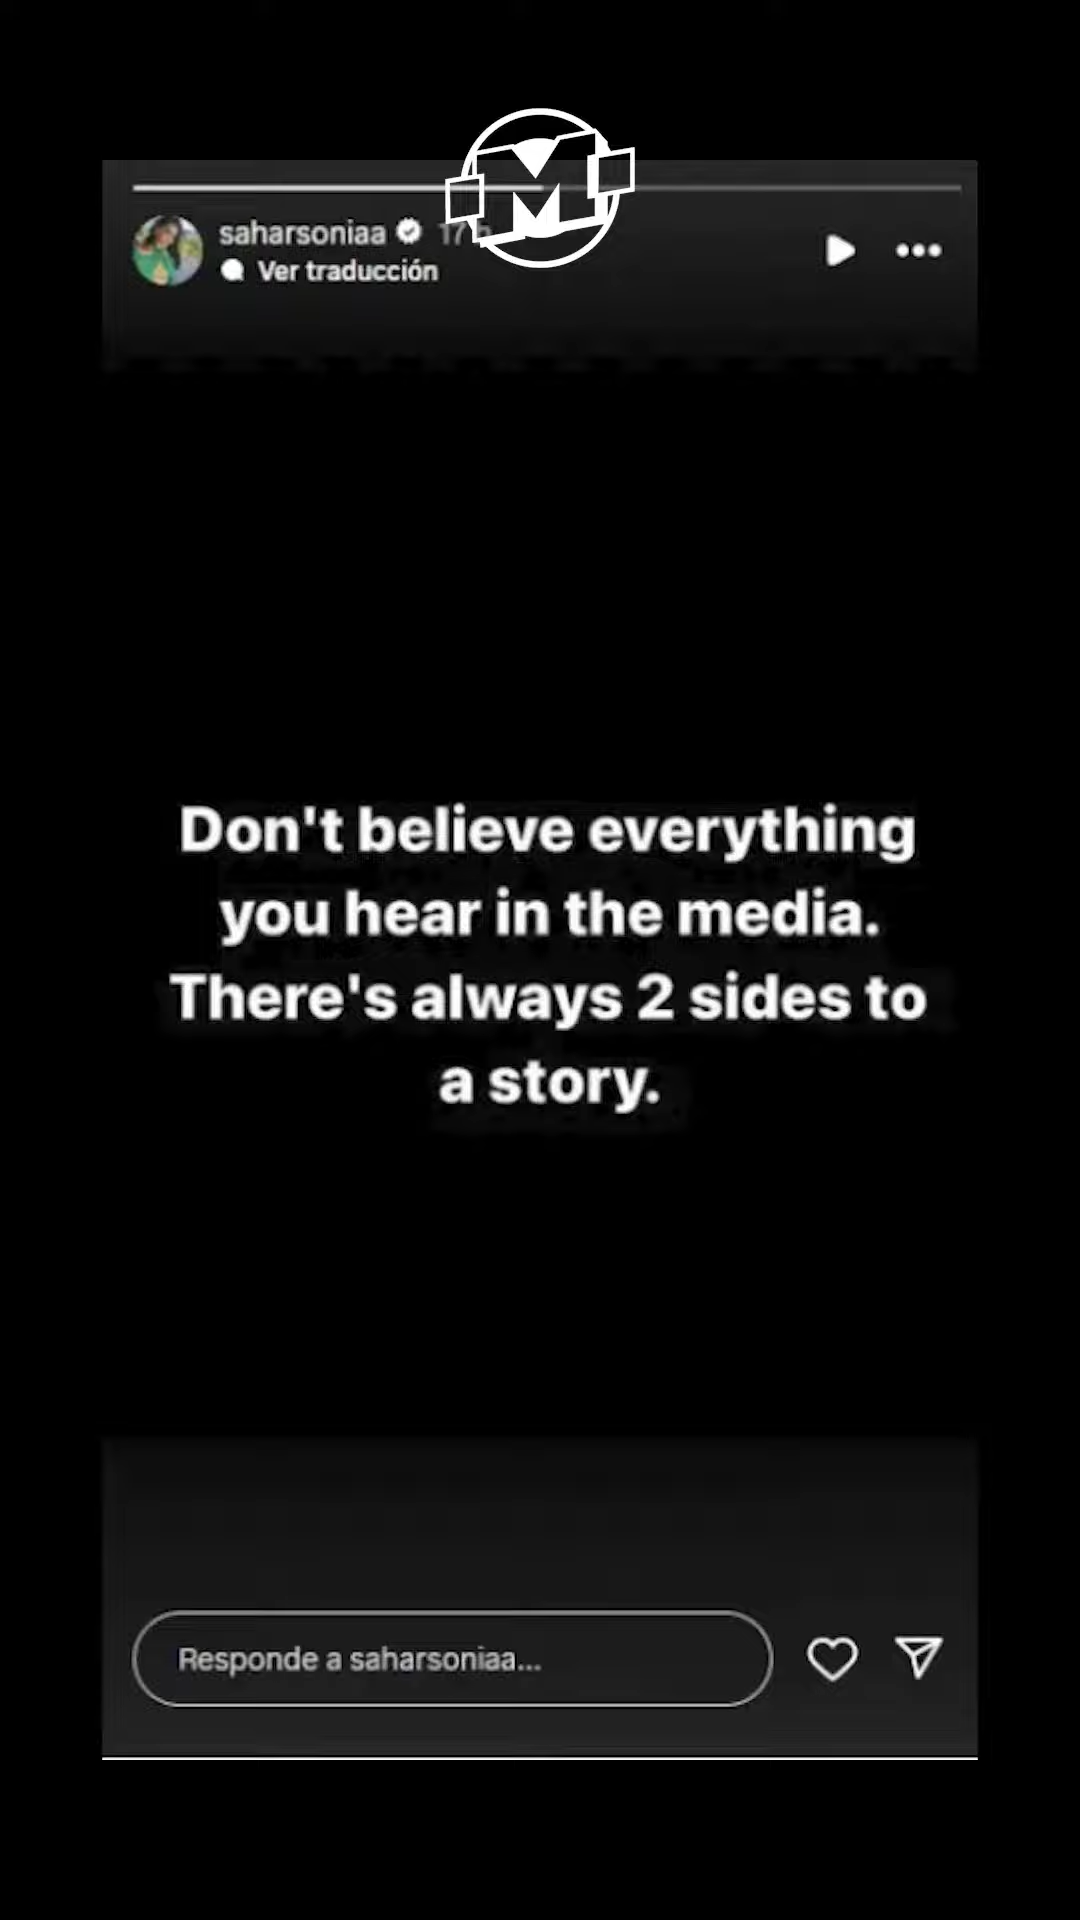 saharsoniaa 17 h
Ver traducción
Don't believe everything
you hear in the media.
There's always 2 sides to
a story.
Responde a saharsoniaa...